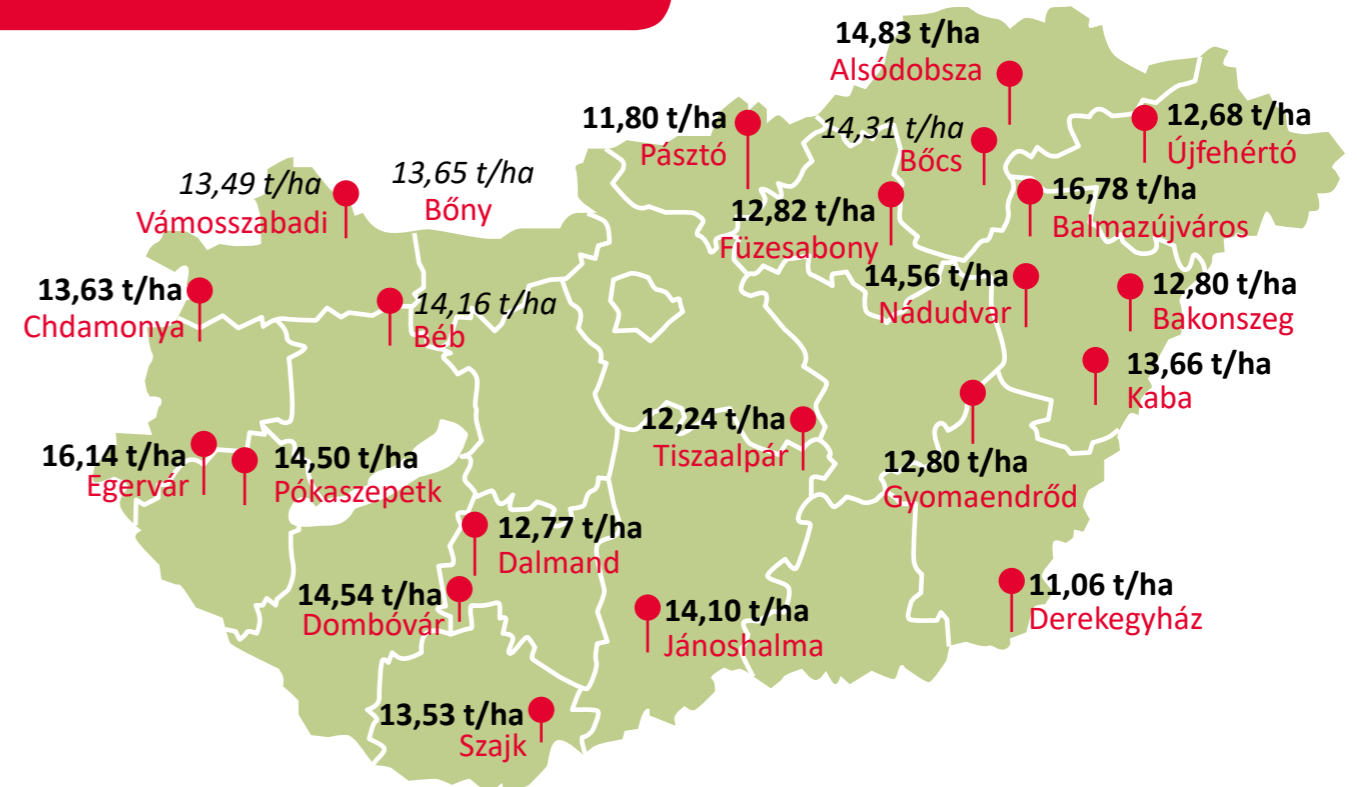 14,83 t/ha
Alsódobsza
11,80 t/ha
Pásztó
14,31 t/ha
Bőcs
12,68 t/ha
Újfehértó
13,49 t/ha
Vámosszabadi
13,65 t/ha
Bőny
12,82 t/ha
Füzesabony
16,78 t/ha
Balmazújváros
13,63 t/ha
Chdamonya
14,16 t/ha
Béb
14,56 t/ha
Nádudvar
12,80 t/ha
Bakonszeg
13,66 t/ha
Kaba
16,14 t/ha
Egervár
14,50 t/ha
Pókaszepetk
12,24 t/ha
Tiszaalpár
12,80 t/ha
Gyomaendrőd
12,77 t/ha
Dalmand
14,54 t/ha
Dombóvár
14,10 t/ha
Jánoshalma
11,06 t/ha
Derekegyház
13,53 t/ha
Szajk